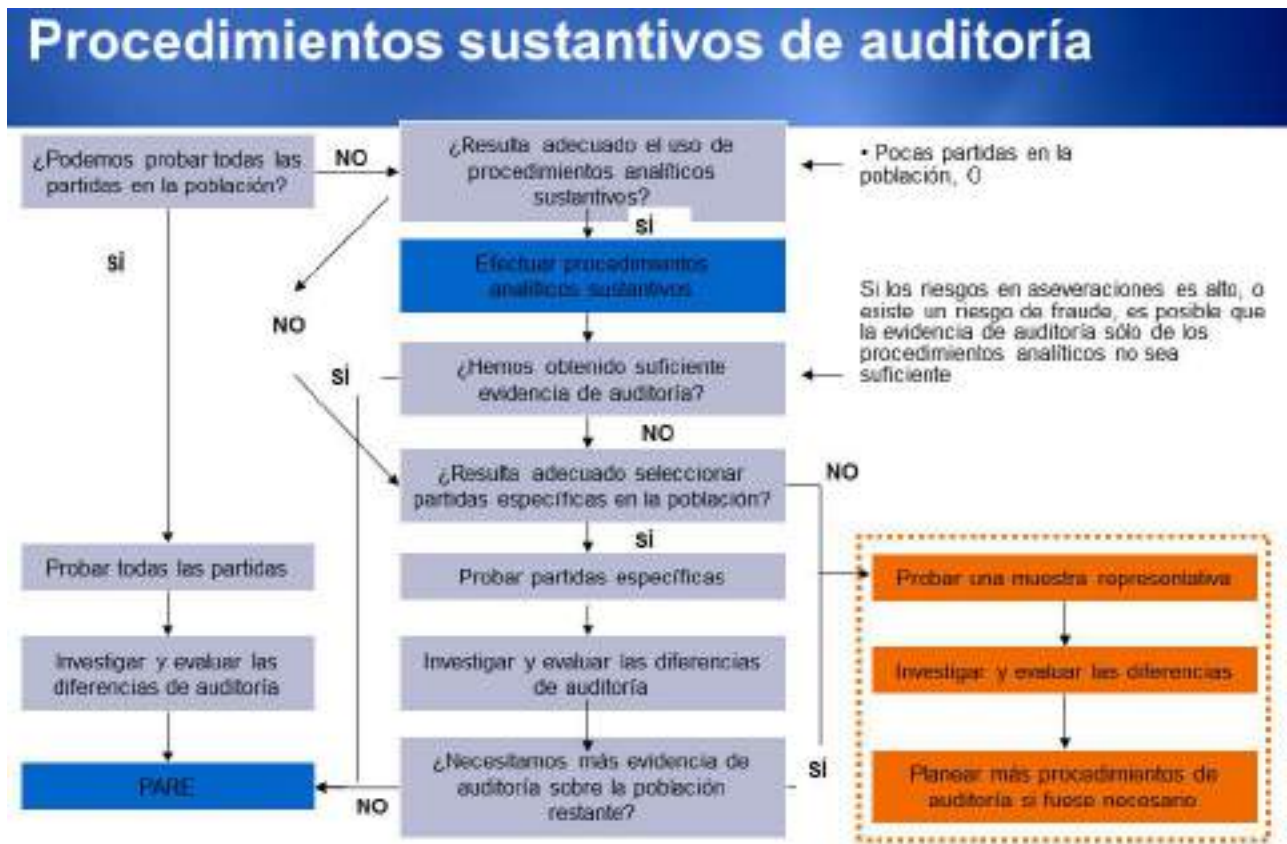 Procedimientos sustantivos de auditoría
¿Podemos probar todas las
partidas en la población?
NO
¿Resulta adecuado el uso de
procedimientos analíticos
sustantivos?
• Pocas partidas en la
población, O
SÍ
SÍ
Efectuar procedimientos
analíticos sustantivos
NO
Si los riesgos en aseveraciones es alto, o
existe un riesgo de fraude, es posible que
la evidencia de auditoría sólo de los
procedimientos analíticos no sea
suficiente
SÍ
¿Hemos obtenido suficiente
evidencia de auditoría?
NO
¿Resulta adecuado seleccionar
partidas específicas en la población?
NO
SÍ
Probar todas las partidas
Probar partidas específicas
Probar una muestra representativa
Investigar y evaluar las
diferencias de auditoría
Investigar y evaluar las diferencias
de auditoría
Investigar y evaluar las diferencias
PARE
NO
¿Necesitamos más evidencia de
auditoría sobre la población
restante?
SÍ
Planear más procedimientos de
auditoría si fuese necesario